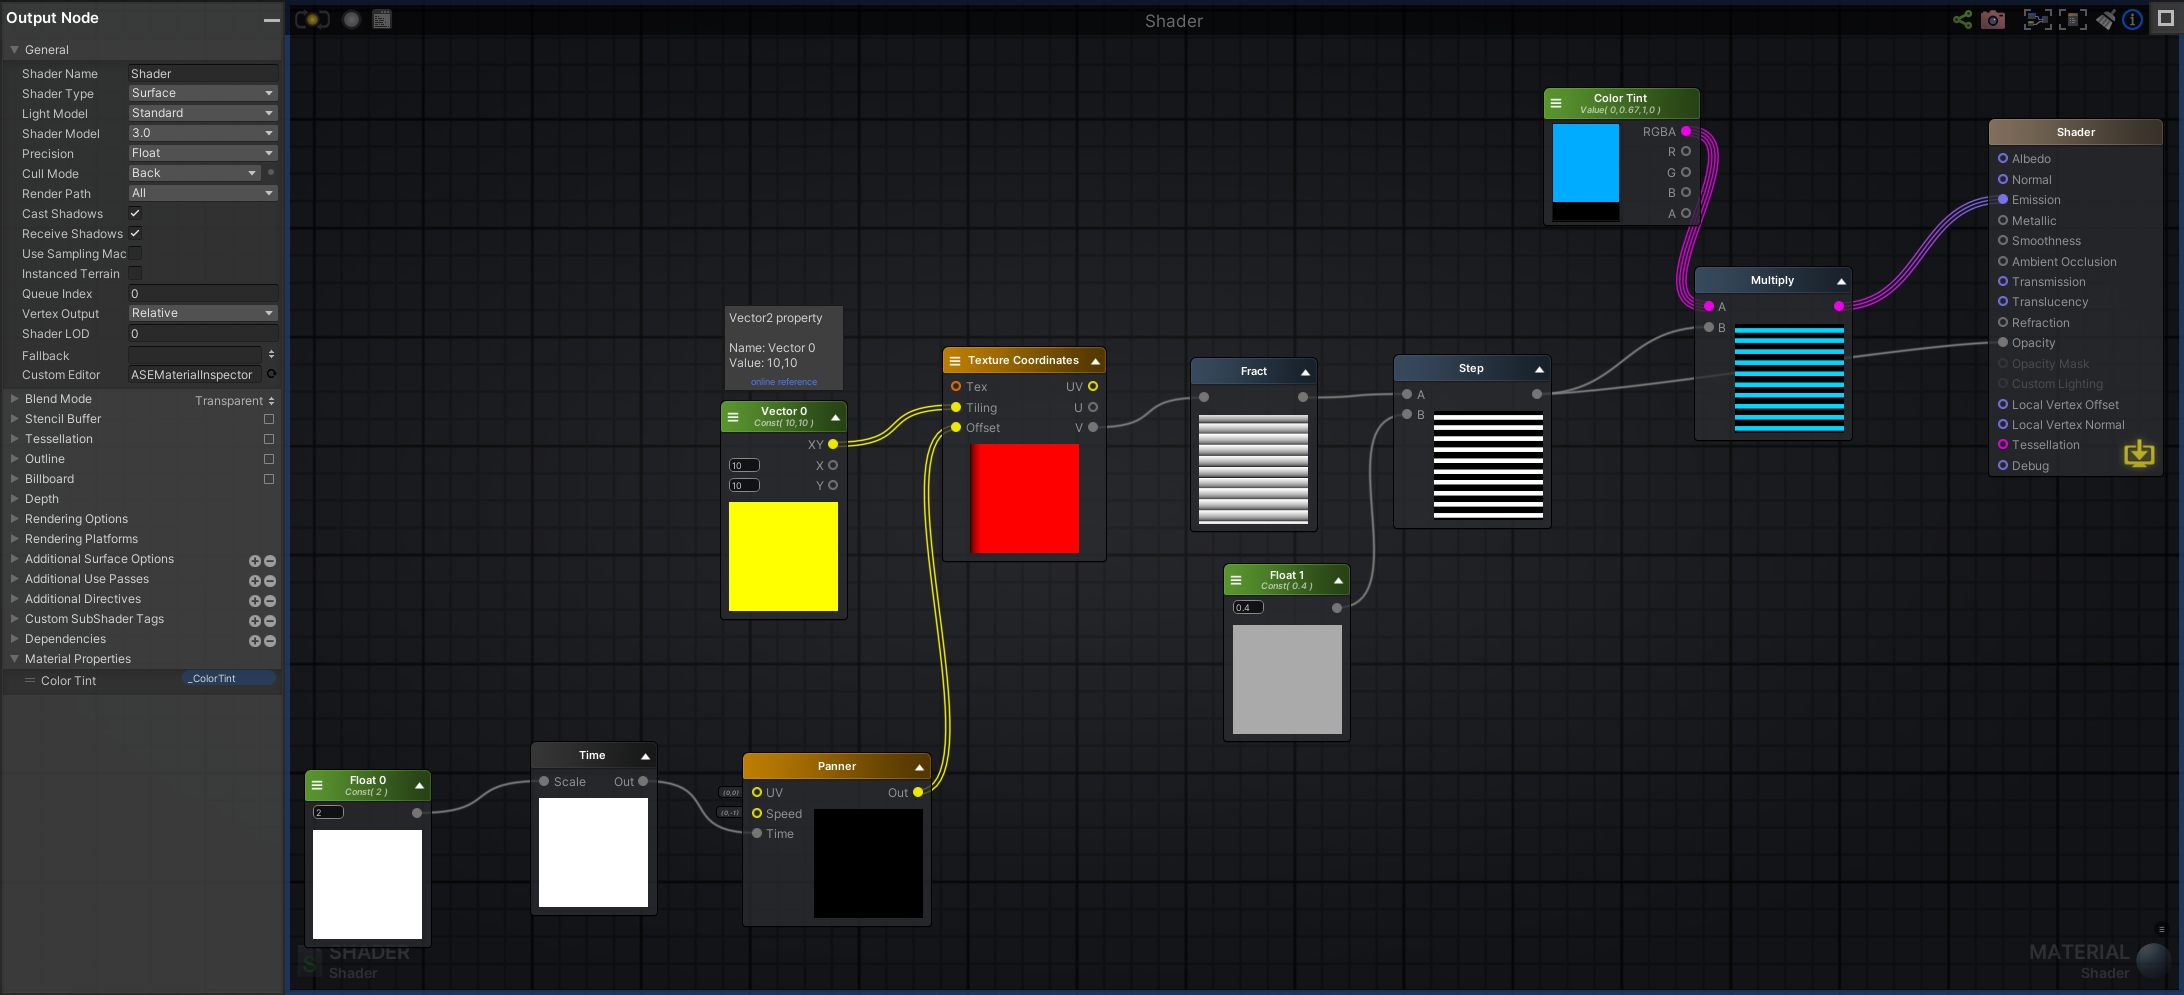 Output Node
General
Shader Name Shader
Shader Type Surface
Light Model Standard
Shader Model 3.0
Precision Float
Cull Mode Back
Render Path All
Cast Shadows
Receive Shadows
Use Sampling Mac
Instanced Terrain
Queue Index 0
Vertex Output Relative
Shader LOD 0
Fallback
Custom Editor ASEMaterialInspector
Blend Mode Transparent
Stencil Buffer
Tessellation
Outline
Billboard
Depth
Rendering Options
Rendering Platforms
Additional Surface Options
Additional Use Passes
Additional Directives
Custom SubShader Tags
Dependencies
Material Properties
Color Tint _ColorTint
Shader
Color Tint
Value( 0,0.67,1,0 )
RGBA
R
G
B
A
Shader
Albedo
Normal
Emission
Metallic
Smoothness
Ambient Occlusion
Transmission
Translucency
Refraction
Opacity
Opacity Mask
Custom Lighting
Local Vertex Offset
Local Vertex Normal
Tessellation
Debug
Multiply
A
B
Vector2 property
Name: Vector 0
Value: 10,10
online reference
Vector 0
Const( 10,10 )
XY
10 X
10 Y
Texture Coordinates
Tex UV
Tiling U
Offset V
Fract
Step
A
B
Float 1
Const( 0.4 )
0.4
Float 0
Const( 2 )
2
Time
Scale Out
Panner
(0,0) UV Out
(0,-1) Speed
Time
SHADER
Shader
MATERIAL
Shader